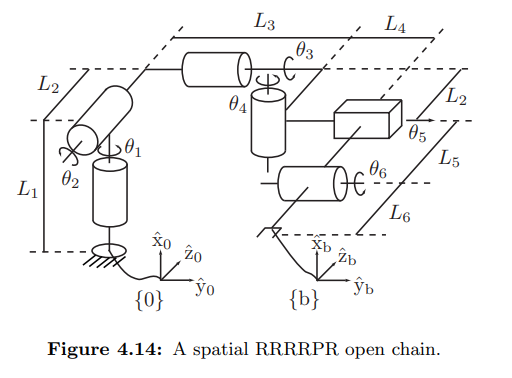 L3
L4
θ3
L2
θ4
L2
θ1
θ5
θ2
L5
L1
θ6
L6
x̂0
ẑ0
ŷ0
{0}
x̂b
ẑb
ŷb
{b}
Figure 4.14: A spatial RRRRPR open chain.